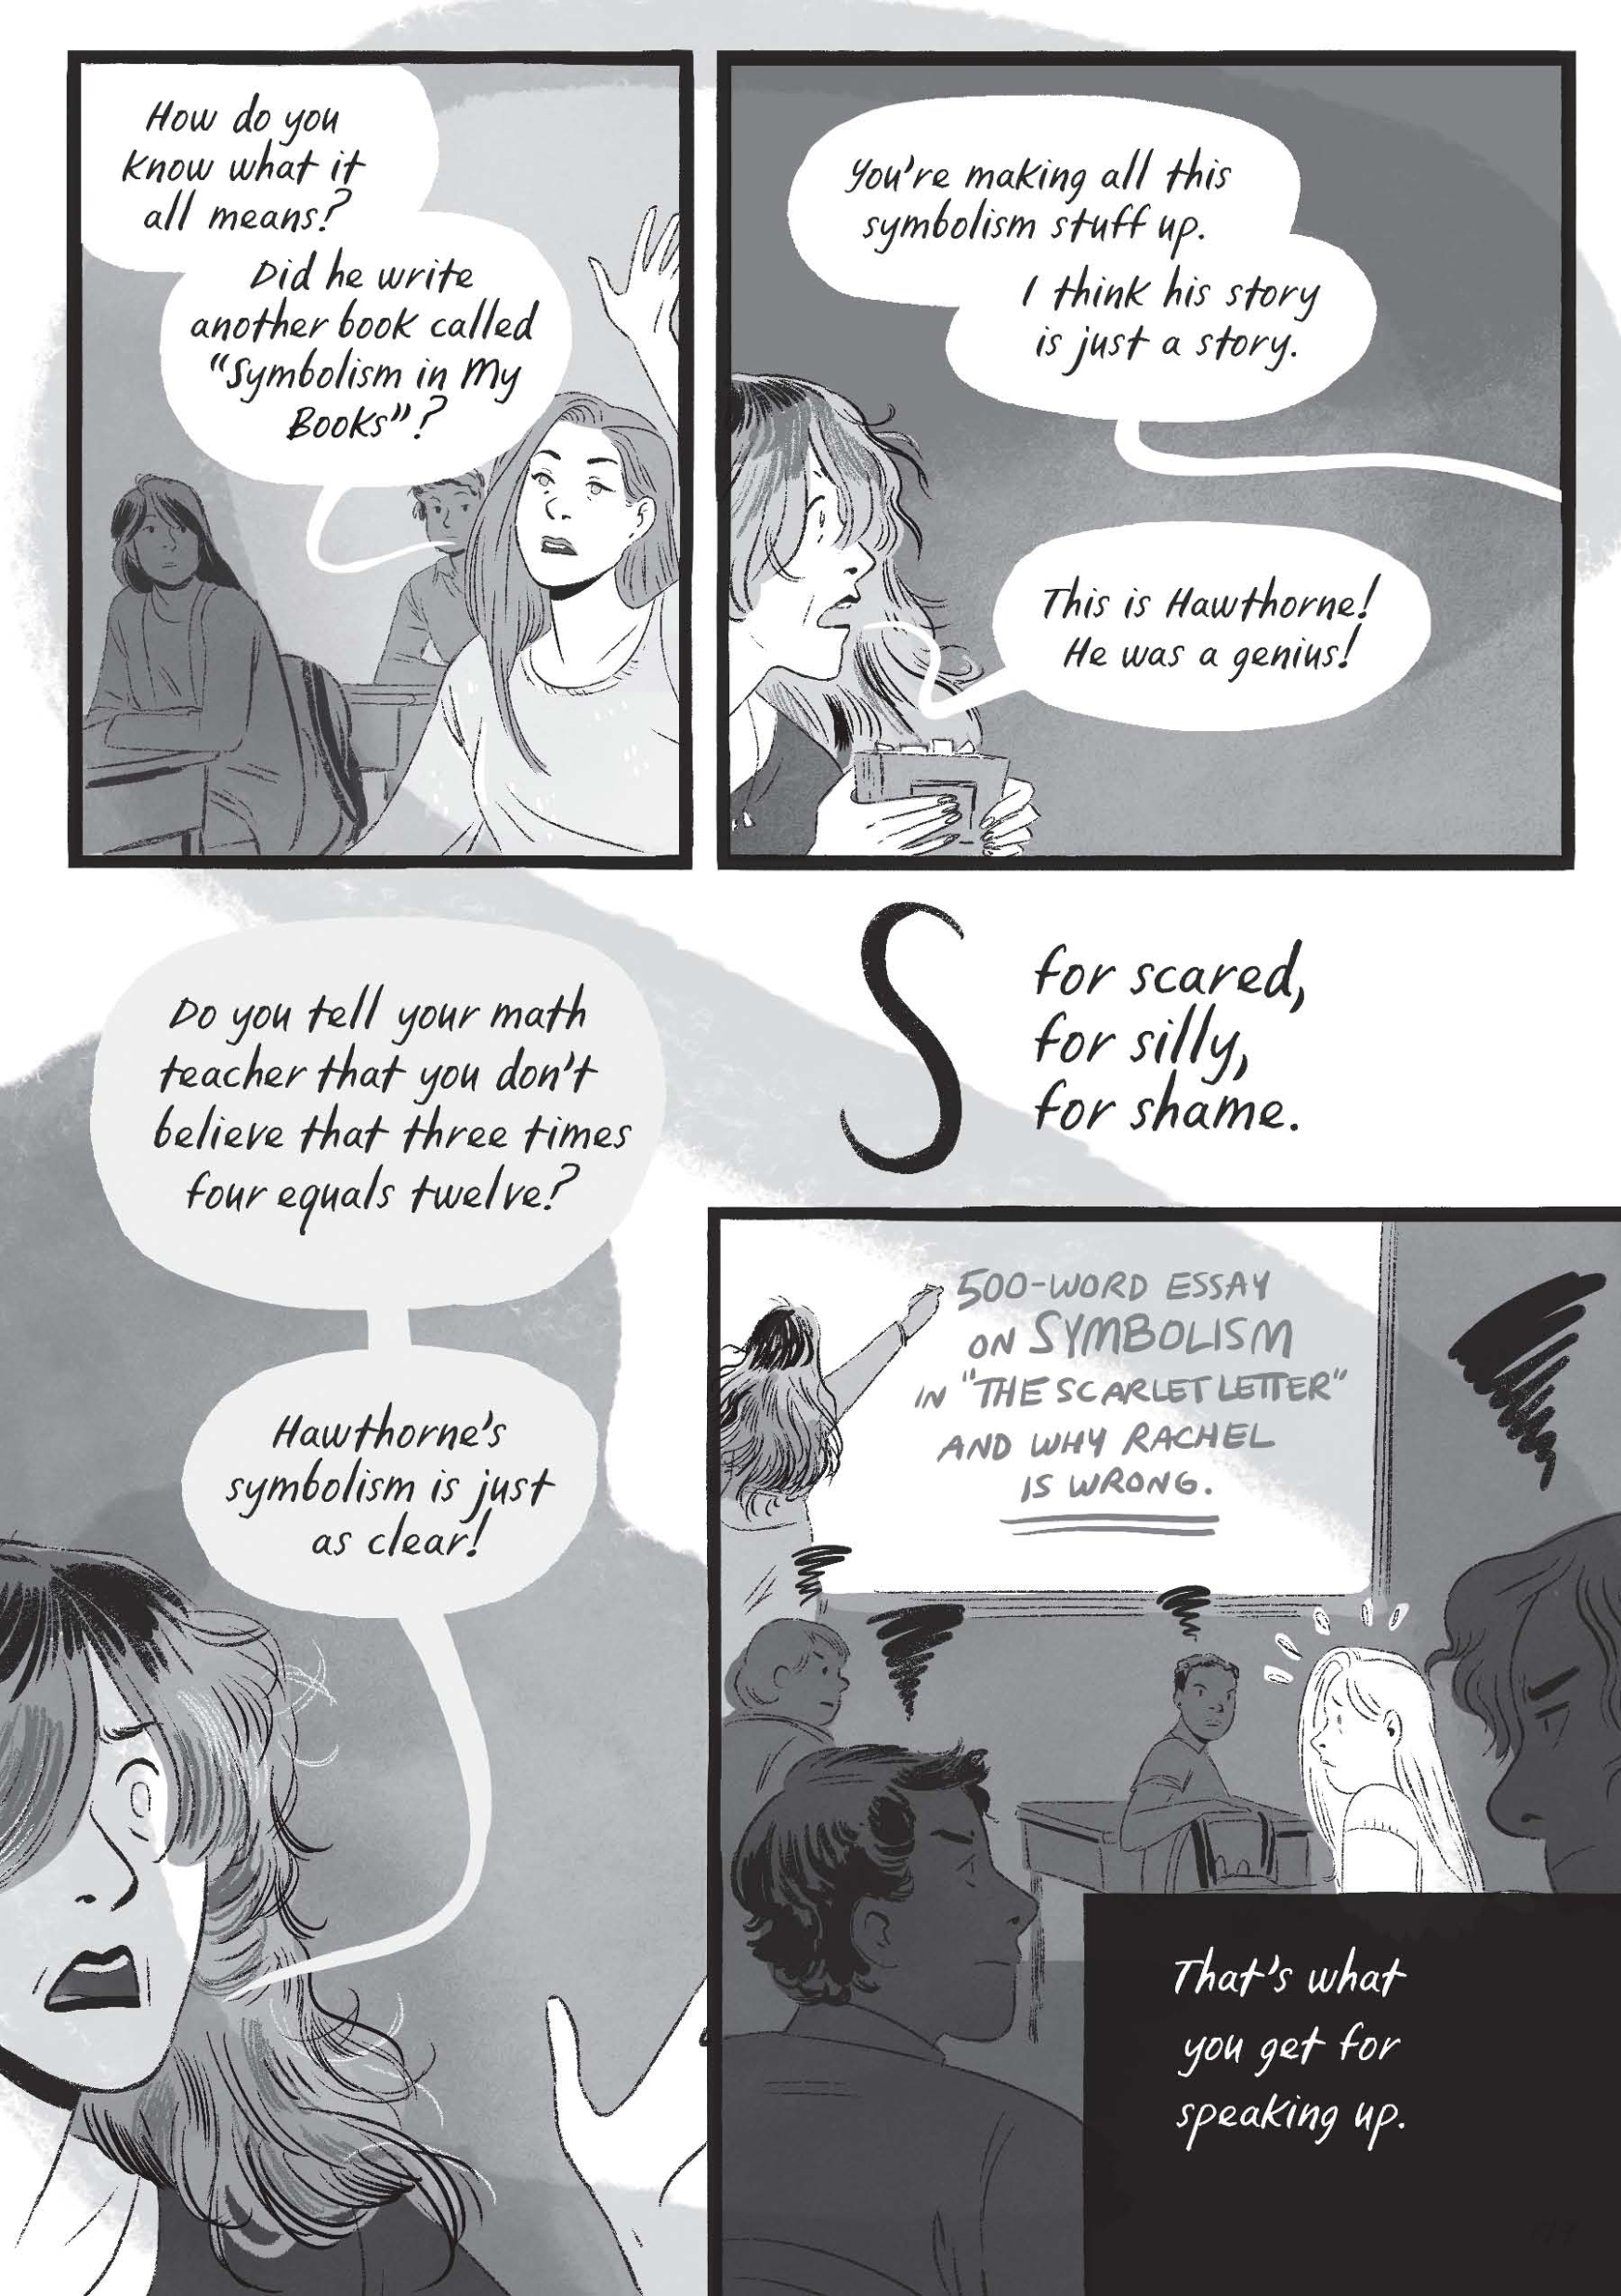 How do you
know what it
all means?
Did he write
another book called
"Symbolism in My
Books"?
You're making all this
symbolism stuff up.
I think his story
is just a story.
This is Hawthorne!
He was a genius!
Do you tell your math
teacher that you don't
believe that three times
four equals twelve?
Hawthorne's
symbolism is just
as clear!
S
for scared,
for silly,
for shame.
500-WORD ESSAY
ON SYMBOLISM
IN "THE SCARLET LETTER"
AND WHY RACHEL
IS WRONG.
That's what
you get for
speaking up.